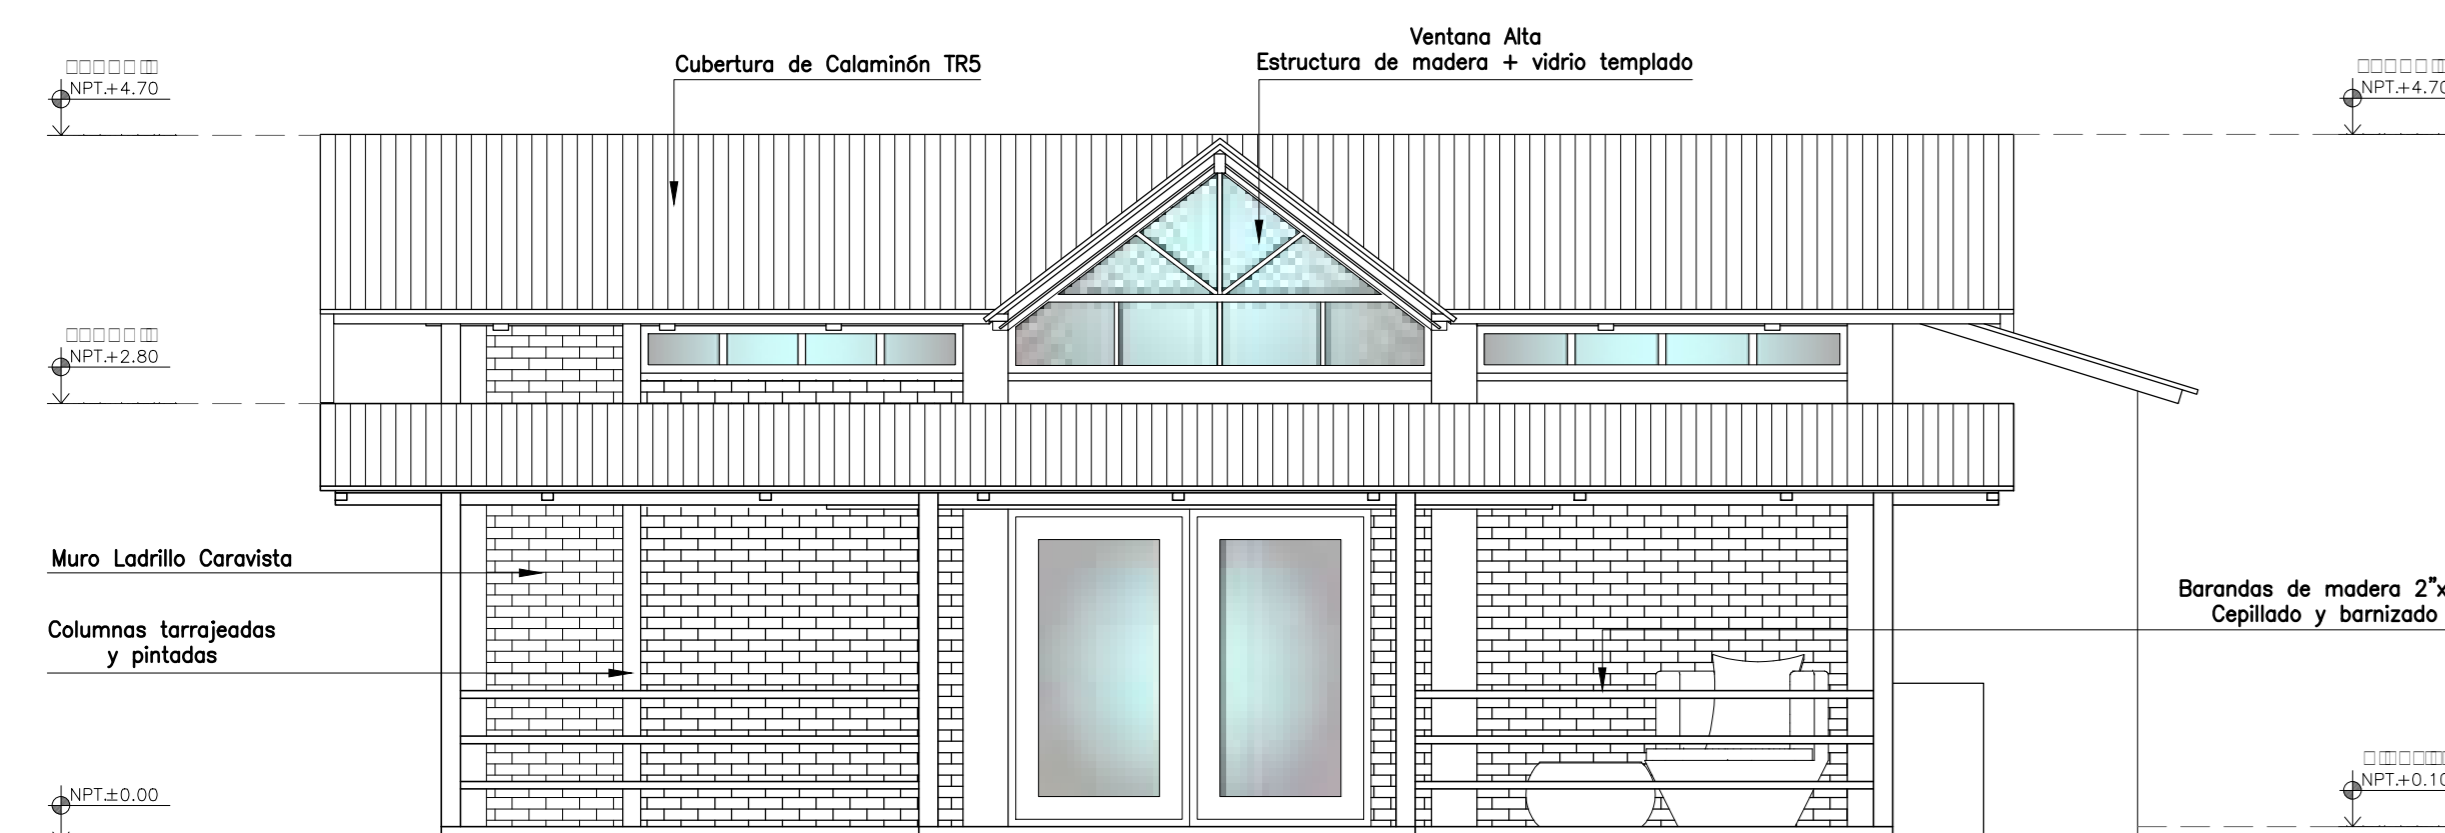 Ventana Alta
Estructura de madera + vidrio templado
Cubertura de Calaminón TR5
NPT.+4.70
NPT.+4.70
NPT.+2.80
Muro Ladrillo Caravista
Columnas tarrajeadas
y pintadas
Barandas de madera 2"x
Cepillado y barnizado
NPT.±0.00
NPT.+0.10